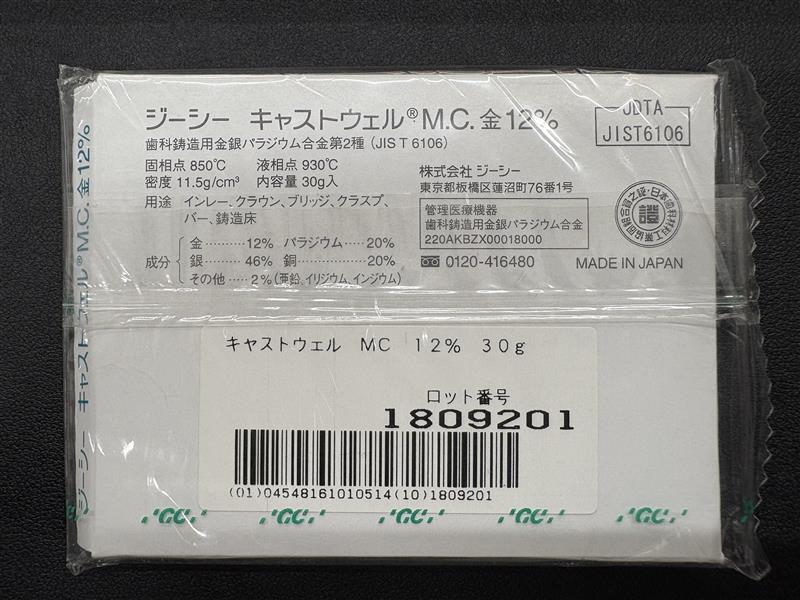 ジーシー キャストウェル® M.C. 金12%
歯科鋳造用金銀パラジウム合金第2種 (JIS T 6106)
固相点 850℃ 液相点 930℃
密度 11.5g/cm³ 内容量 30g入
用途 インレー、クラウン、ブリッジ、クラスプ、
バー、鋳造床
成分
金………12% パラジウム……20%
銀………46% 銅……………20%
その他……2% (亜鉛、イリジウム、インジウム)
JDTA
JIST6106
株式会社 ジーシー
東京都板橋区蓮沼町76番1号
管理医療機器
歯科鋳造用金銀パラジウム合金
220AKBZX00018000
0120-416480
MADE IN JAPAN
ジーシー キャストウェル® M.C. 金12%
キャストウェル MC 12% 30g
ロット番号
1809201
(01)04548161010514(10)1809201
GC GC GC GC GC